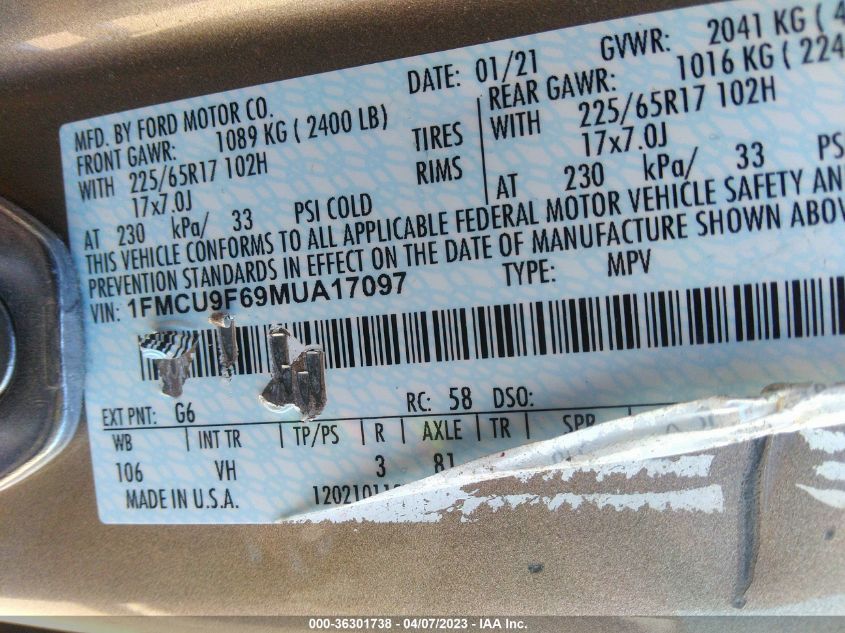 MFD. BY FORD MOTOR CO.
DATE: 01/21
GVWR: 2041 KG ( 4
FRONT GAWR: 1089 KG ( 2400 LB)
REAR GAWR: 1016 KG ( 224
WITH 225/65R17 102H TIRES
WITH 225/65R17 102H
17x7.0J RIMS
17x7.0J
AT 230 kPa/ 33 PSI COLD
AT 230 kPa/ 33 PS
THIS VEHICLE CONFORMS TO ALL APPLICABLE FEDERAL MOTOR VEHICLE SAFETY AN
PREVENTION STANDARDS IN EFFECT ON THE DATE OF MANUFACTURE SHOWN ABOV
VIN: 1FMCU9F69MUA17097
TYPE: MPV
EXT PNT: G6 RC: 58 DSO:
WB INT TR TP/PS R AXLE TR SPR
106 VH 3 81
MADE IN U.S.A.
000-36301738 - 04/07/2023 - IAA Inc.